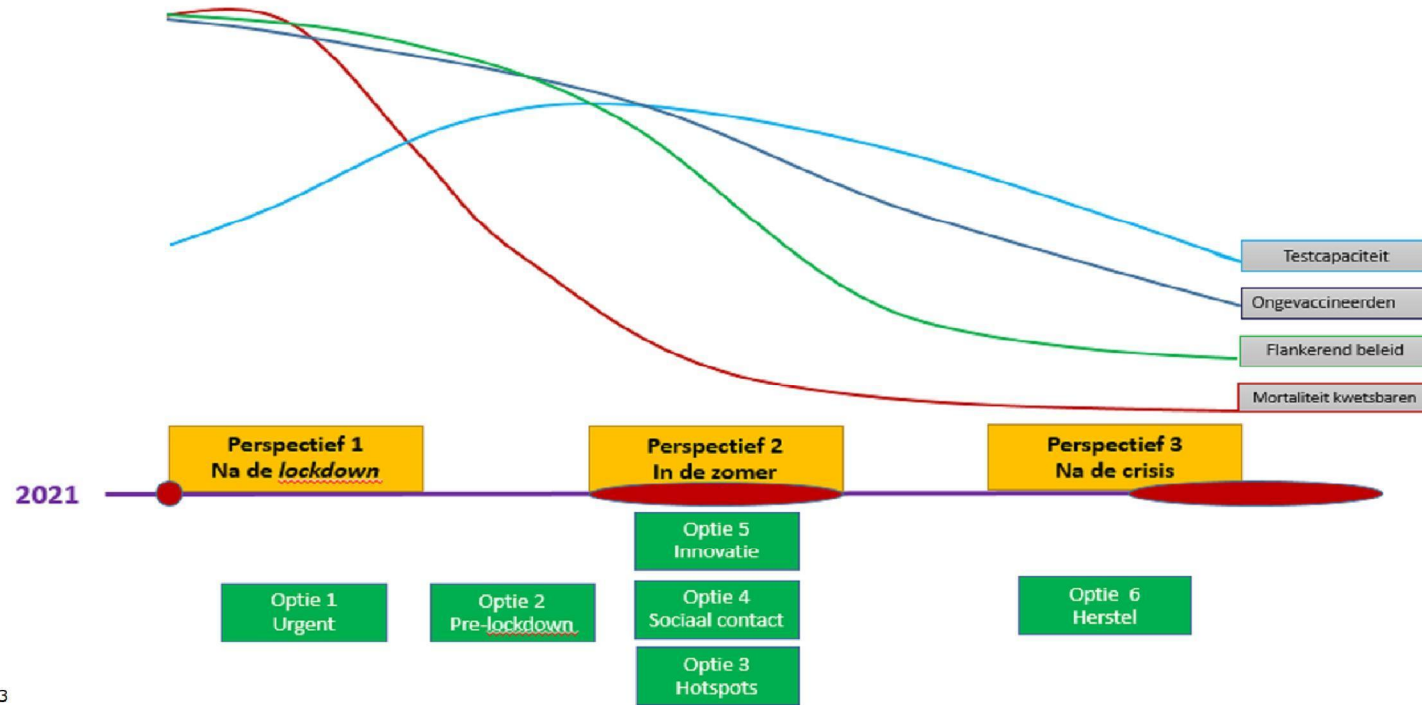 Testcapaciteit
Ongevaccineerden
Flankerend beleid
Mortaliteit kwetsbaren
Perspectief 1
Na de lockdown
Perspectief 2
In de zomer
Perspectief 3
Na de crisis
2021
Optie 5
Innovatie
Optie 1
Urgent
Optie 2
Pre-lockdown
Optie 4
Sociaal contact
Optie 6
Herstel
Optie 3
Hotspots
3